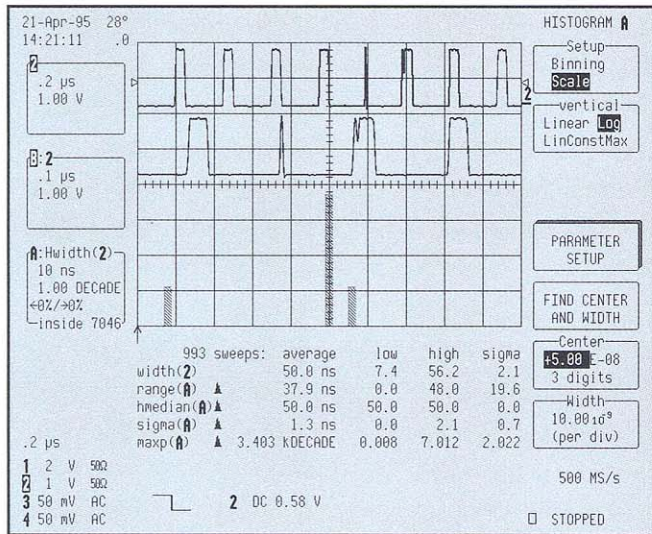 21-Apr-95 28°
14:21:11 .0
2
.2 µs
1.00 V
8:2
.1 µs
1.00 V
A:Hwidth(2)
10 ns
1.00 DECADE
←0%/→0%
inside 7046
2
993 sweeps: average low high sigma
width(2) 50.0 ns 7.4 56.2 2.1
range(A) ▲ 37.9 ns 0.0 48.0 19.6
hmedian(A) ▲ 50.0 ns 50.0 50.0 0.0
sigma(A) ▲ 1.3 ns 0.0 2.1 0.7
maxp(A) ▲ 3.403 kDECADE 0.008 7.012 2.022
.2 µs
1 2 V 50Ω
2 1 V 50Ω
3 50 mV AC
4 50 mV AC
2 DC 0.58 V
HISTOGRAM A
Setup
Binning
Scale
vertical
Linear Log
LinConstMax
PARAMETER
SETUP
FIND CENTER
AND WIDTH
Center
+5.00 E-08
3 digits
Width
10.00 10⁻⁹
(per div)
500 MS/s
STOPPED